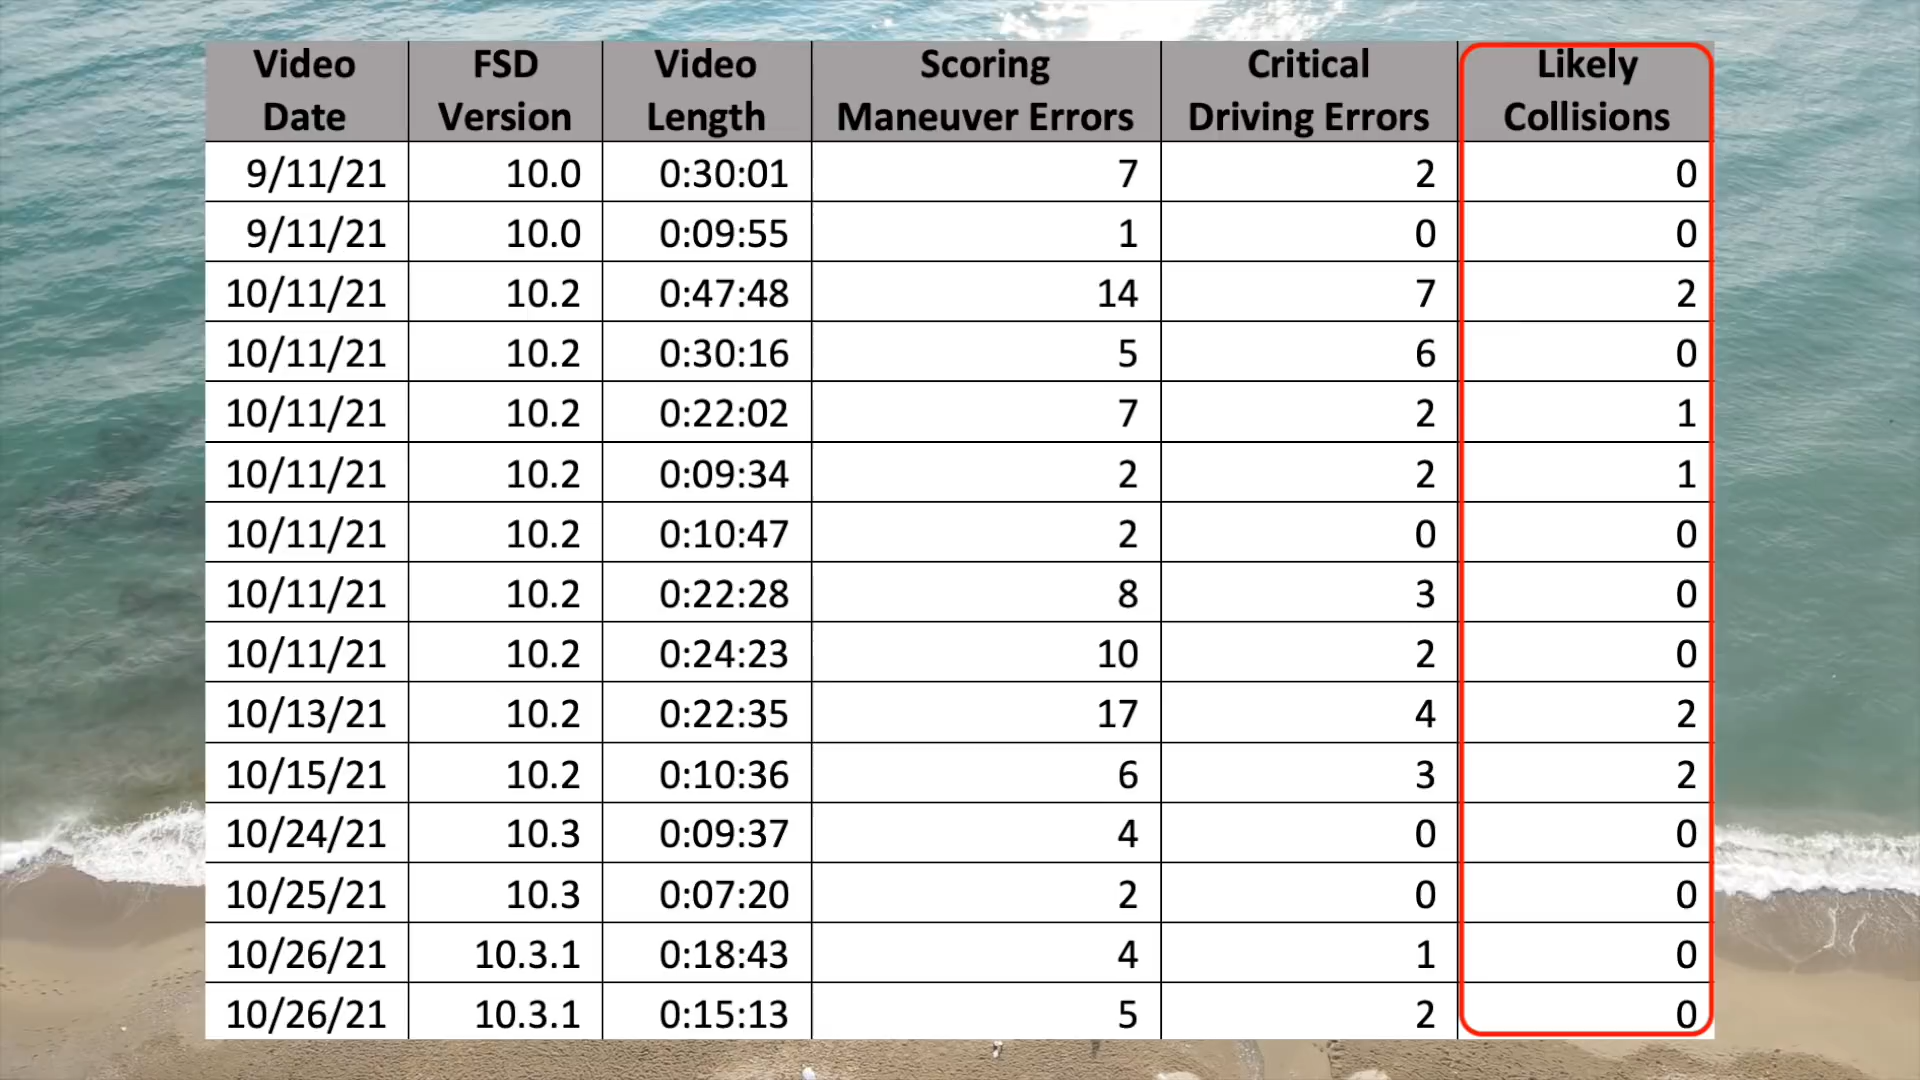 Video Date FSD Version Video Length Scoring Maneuver Errors Critical Driving Errors Likely Collisions
9/11/21 10.0 0:30:01 7 2 0
9/11/21 10.0 0:09:55 1 0 0
10/11/21 10.2 0:47:48 14 7 2
10/11/21 10.2 0:30:16 5 6 0
10/11/21 10.2 0:22:02 7 2 1
10/11/21 10.2 0:09:34 2 2 1
10/11/21 10.2 0:10:47 2 0 0
10/11/21 10.2 0:22:28 8 3 0
10/11/21 10.2 0:24:23 10 2 0
10/13/21 10.2 0:22:35 17 4 2
10/15/21 10.2 0:10:36 6 3 2
10/24/21 10.3 0:09:37 4 0 0
10/25/21 10.3 0:07:20 2 0 0
10/26/21 10.3.1 0:18:43 4 1 0
10/26/21 10.3.1 0:15:13 5 2 0